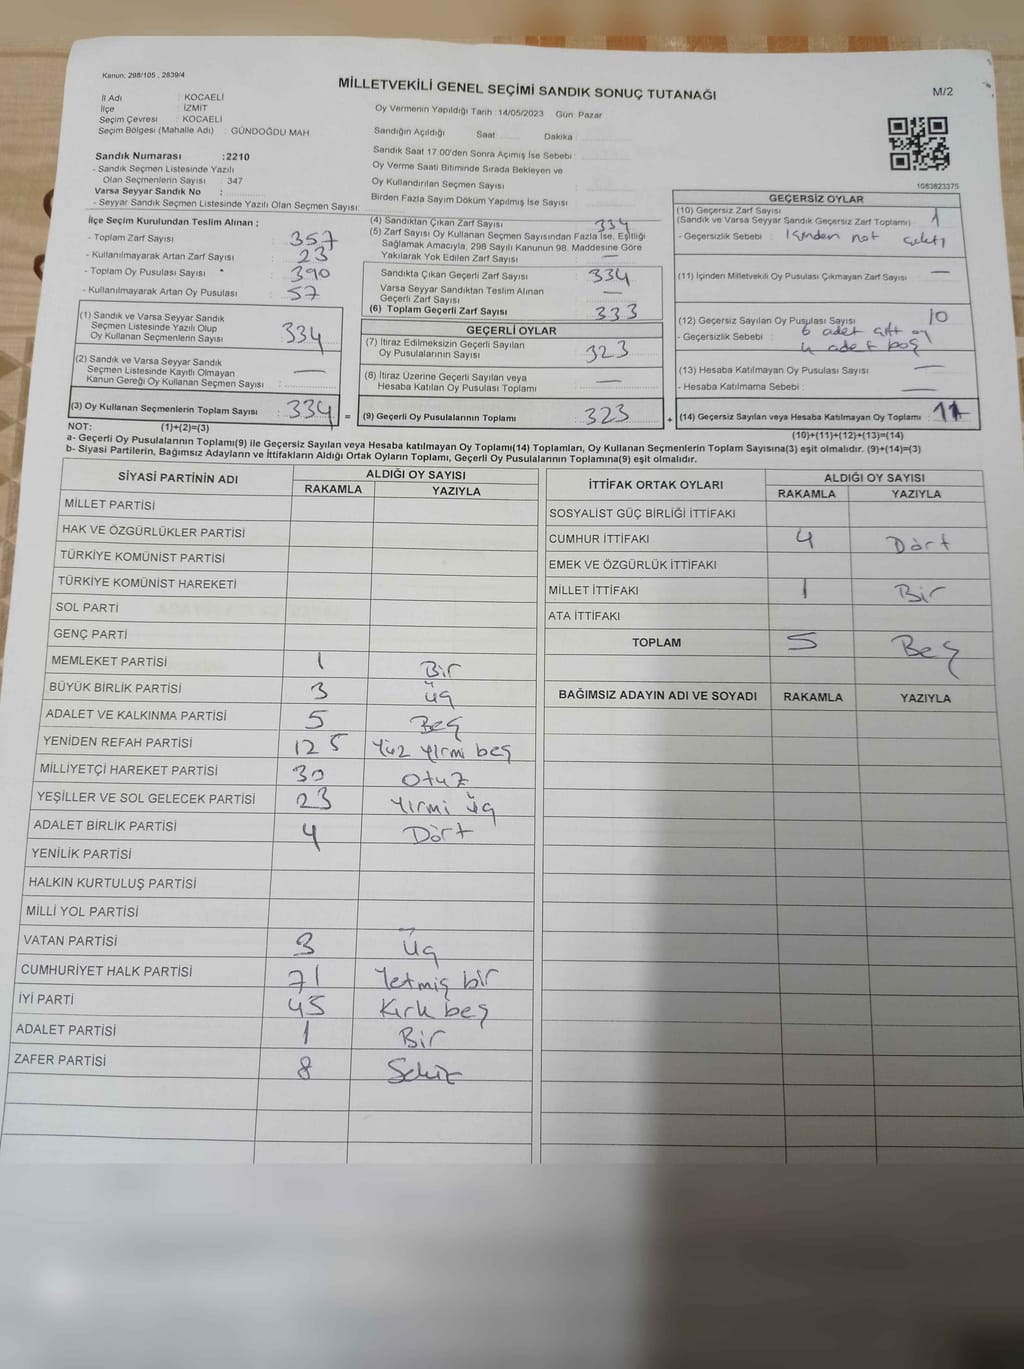 Kanun: 298/105 , 2839/4
MİLLETVEKİLİ GENEL SEÇİMİ SANDIK SONUÇ TUTANAĞI
M/2
İl Adı : KOCAELİ
İlçe : İZMİT
Seçim Çevresi : KOCAELİ
Seçim Bölgesi (Mahalle Adı) : GÜNDOĞDU MAH
Sandık Numarası :2210
- Sandık Seçmen Listesinde Yazılı
Olan Seçmenlerin Sayısı : 347
Varsa Seyyar Sandık No :
- Seyyar Sandık Seçmen Listesinde Yazılı Olan Seçmen Sayısı:
Oy Vermenin Yapıldığı Tarih :14/05/2023 Gün: Pazar
Sandığın Açıldığı Saat Dakika
Sandık Saat 17:00'den Sonra Açımış İse Sebebi :
Oy Verme Saati Bitiminde Sırada Bekleyen ve
Oy Kullandırılan Seçmen Sayısı :
Birden Fazla Sayım Döküm Yapılmış İse Sayısı :
1083823375
İlçe Seçim Kurulundan Teslim Alınan ;
- Toplam Zarf Sayısı : 357
- Kullanılmayarak Artan Zarf Sayısı : 23
- Toplam Oy Pusulası Sayısı : 390
- Kullanılmayarak Artan Oy Pusulası : 57
(1) Sandık ve Varsa Seyyar Sandık
Seçmen Listesinde Yazılı Olup
Oy Kullanan Seçmenlerin Sayısı : 334
(2) Sandık ve Varsa Seyyar Sandık
Seçmen Listesinde Kayıtlı Olmayan
Kanun Gereği Oy Kullanan Seçmen Sayısı : —
(3) Oy Kullanan Seçmenlerin Toplam Sayısı : 334 =
(4) Sandıktan Çıkan Zarf Sayısı : 334
(5) Zarf Sayısı Oy Kullanan Seçmen Sayısından Fazla İse, Eşitliği
Sağlamak Amacıyla, 298 Sayılı Kanunun 98. Maddesine Göre
Yakılarak Yok Edilen Zarf Sayısı : —
Sandıkta Çıkan Geçerli Zarf Sayısı : 334
Varsa Seyyar Sandıktan Teslim Alınan
Geçerli Zarf Sayısı : —
(6) Toplam Geçerli Zarf Sayısı : 333
GEÇERLİ OYLAR
(7) İtiraz Edilmeksizin Geçerli Sayılan
Oy Pusulalarının Sayısı : 323
(8) İtiraz Üzerine Geçerli Sayılan veya
Hesaba Katılan Oy Pusulası Toplamı : —
(9) Geçerli Oy Pusulalarının Toplamı : 323 +
GEÇERSİZ OYLAR
(10) Geçersiz Zarf Sayısı
(Sandık ve Varsa Seyyar Sandık Geçersiz Zarf Toplamı) : 1
- Geçersizlik Sebebi : İçinden not çıktı
(11) İçinden Milletvekili Oy Pusulası Çıkmayan Zarf Sayısı : —
(12) Geçersiz Sayılan Oy Pusulası Sayısı : 10
- Geçersizlik Sebebi : 6 adet çift oy
4 adet boş
(13) Hesaba Katılmayan Oy Pusulası Sayısı : —
- Hesaba Katılmama Sebebi : —
(14) Geçersiz Sayılan veya Hesaba Katılmayan Oy Toplamı : 11
NOT: (1)+(2)=(3)
(10)+(11)+(12)+(13)=(14)
a- Geçerli Oy Pusulalarının Toplamı(9) ile Geçersiz Sayılan veya Hesaba katılmayan Oy Toplamı(14) Toplamları, Oy Kullanan Seçmenlerin Toplam Sayısına(3) eşit olmalıdır. (9)+(14)=(3)
b- Siyasi Partilerin, Bağımsız Adayların ve İttifakların Aldığı Ortak Oyların Toplamı, Geçerli Oy Pusulalarının Toplamına(9) eşit olmalıdır.
SİYASİ PARTİNİN ADI ALDIĞI OY SAYISI
RAKAMLA YAZIYLA
MİLLET PARTİSİ
HAK VE ÖZGÜRLÜKLER PARTİSİ
TÜRKİYE KOMÜNİST PARTİSİ
TÜRKİYE KOMÜNİST HAREKETİ
SOL PARTİ
GENÇ PARTİ
MEMLEKET PARTİSİ 1 Bir
BÜYÜK BİRLİK PARTİSİ 3 üç
ADALET VE KALKINMA PARTİSİ 5 Beş
YENİDEN REFAH PARTİSİ 125 Yüz yirmi beş
MİLLİYETÇİ HAREKET PARTİSİ 30 otuz
YEŞİLLER VE SOL GELECEK PARTİSİ 23 Yirmi üç
ADALET BİRLİK PARTİSİ 4 Dört
YENİLİK PARTİSİ
HALKIN KURTULUŞ PARTİSİ
MİLLİ YOL PARTİSİ
VATAN PARTİSİ 3 üç
CUMHURİYET HALK PARTİSİ 71 Yetmiş bir
İYİ PARTİ 45 Kırk beş
ADALET PARTİSİ 1 Bir
ZAFER PARTİSİ 8 Sekiz
İTTİFAK ORTAK OYLARI ALDIĞI OY SAYISI
RAKAMLA YAZIYLA
SOSYALİST GÜÇ BİRLİĞİ İTTİFAKI
CUMHUR İTTİFAKI 4 Dört
EMEK VE ÖZGÜRLÜK İTTİFAKI
MİLLET İTTİFAKI 1 Bir
ATA İTTİFAKI
TOPLAM 5 Beş
BAĞIMSIZ ADAYIN ADI VE SOYADI RAKAMLA YAZIYLA